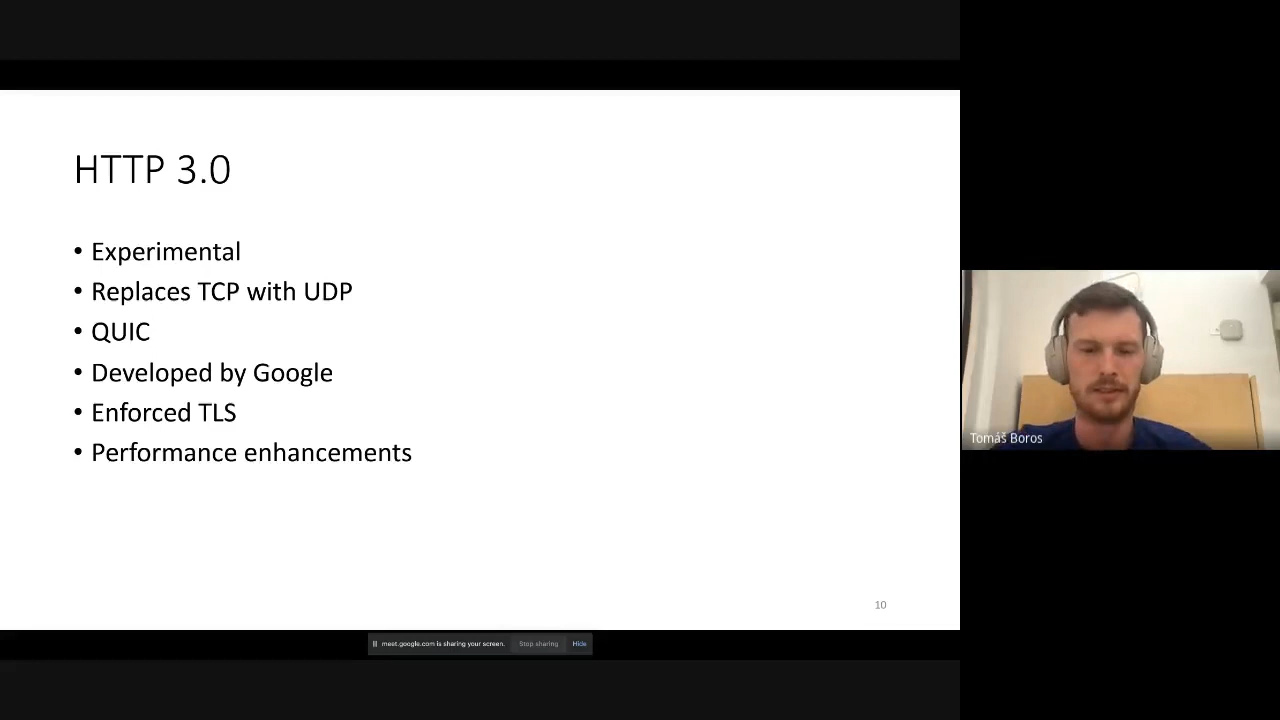 HTTP 3.0
• Experimental
• Replaces TCP with UDP
• QUIC
• Developed by Google
• Enforced TLS
• Performance enhancements
Tomáš Boros
10
meet.google.com is sharing your screen. Stop sharing Hide